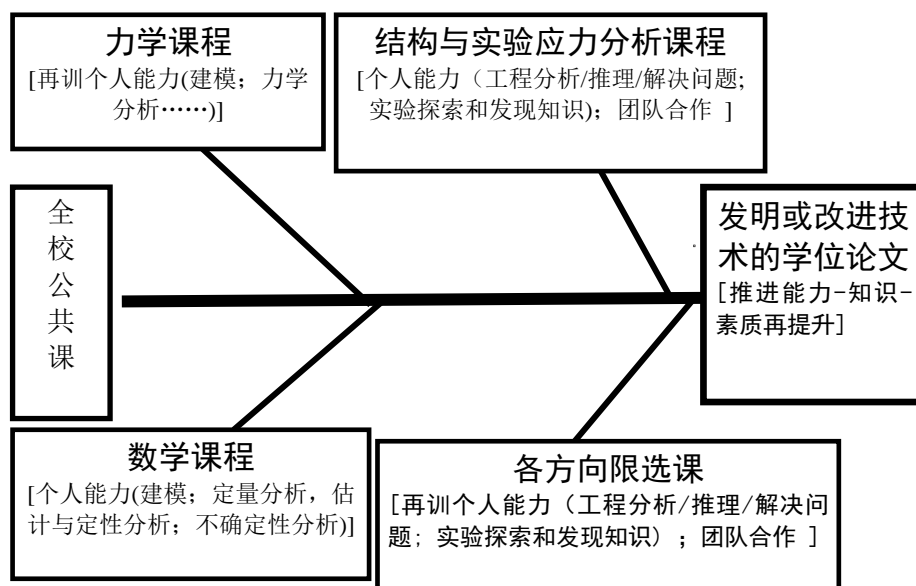 力学课程
[再训个人能力(建模；力学
分析……)]
结构与实验应力分析课程
[个人能力（工程分析/推理/解决问题;
实验探索和发现知识)；团队合作 ]
全
校
公
共
课
发明或改进技
术的学位论文
[推进能力-知识-
素质再提升]
数学课程
[个人能力(建模；定量分析，估
计与定性分析；不确定性分析)]
各方向限选课
[再训个人能力（工程分析/推理/解决问
题; 实验探索和发现知识）；团队合作 ]